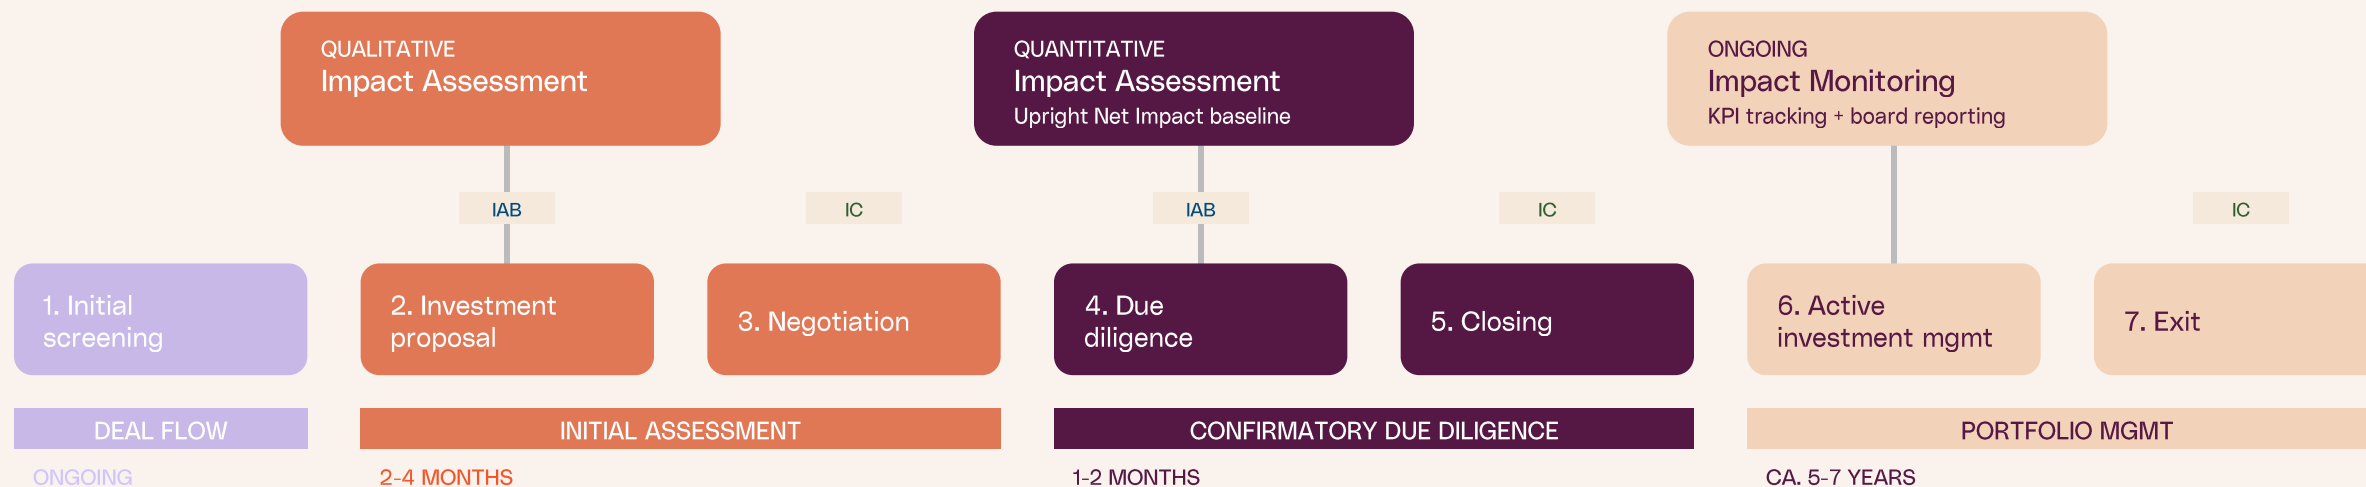 QUALITATIVE
Impact Assessment
QUANTITATIVE
Impact Assessment
Upright Net Impact baseline
ONGOING
Impact Monitoring
KPI tracking + board reporting
IAB
IC
IAB
IC
IC
1. Initial
screening
2. Investment
proposal
3. Negotiation
4. Due
diligence
5. Closing
6. Active
investment mgmt
7. Exit
DEAL FLOW
INITIAL ASSESSMENT
CONFIRMATORY DUE DILIGENCE
PORTFOLIO MGMT
ONGOING
2-4 MONTHS
1-2 MONTHS
CA. 5-7 YEARS